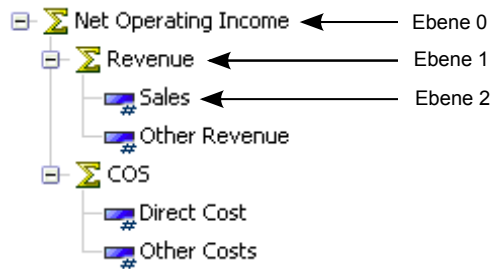 Net Operating Income Ebene 0
Revenue Ebene 1
Sales Ebene 2
Other Revenue
COS
Direct Cost
Other Costs